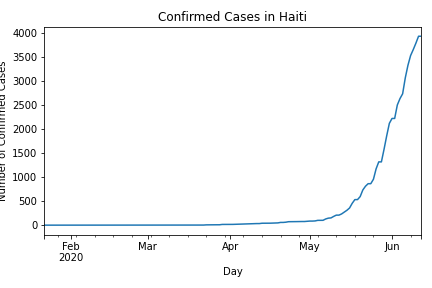 Confirmed Cases in Haiti
Number of Confirmed Cases
4000
3500
3000
2500
2000
1500
1000
500
0
Feb
2020
Mar
Apr
May
Jun
Day